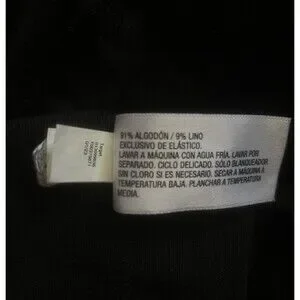 91% ALGODÓN / 9% LINO
EXCLUSIVO DE ELÁSTICO.
LAVAR A MÁQUINA CON AGUA FRÍA. LAVAR POR
SEPARADO. CICLO DELICADO. SÓLO BLANQUEADOR
SIN CLORO SI ES NECESARIO. SECAR A MÁQUINA A
TEMPERATURA BAJA. PLANCHAR A TEMPERATURA
MEDIA.
Target